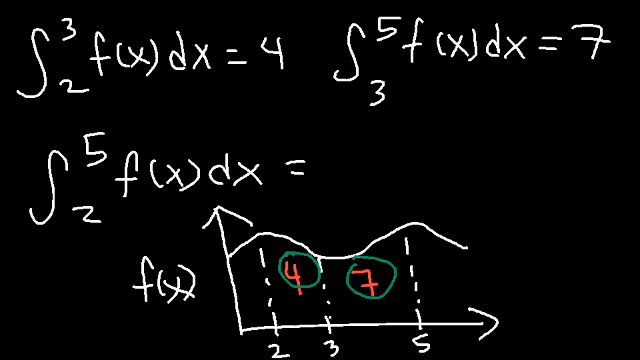 ∫₂³ f(x)dx = 4    ∫₃⁵ f(x)dx = 7
∫₂⁵ f(x)dx =
f(x) 4 7
2 3 5